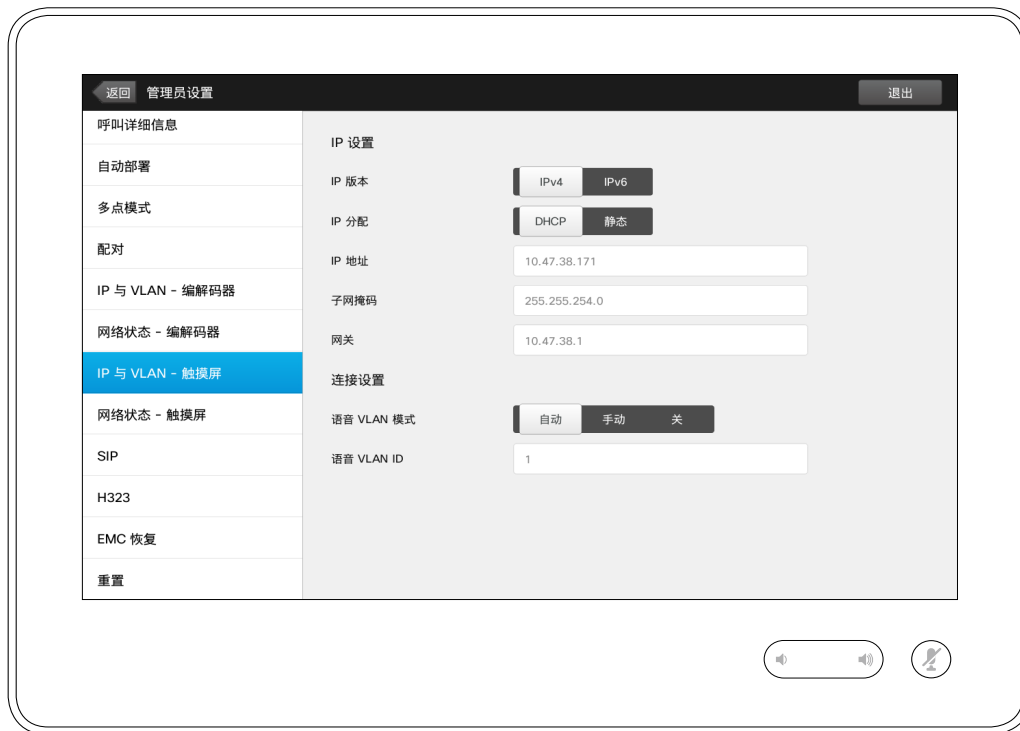 返回 管理员设置 退出
呼叫详细信息
自动部署
多点模式
配对
IP 与 VLAN - 编解码器
网络状态 - 编解码器
IP 与 VLAN - 触摸屏
网络状态 - 触摸屏
SIP
H323
EMC 恢复
重置
IP 设置
IP 版本 IPv4 IPv6
IP 分配 DHCP 静态
IP 地址 10.47.38.171
子网掩码 255.255.254.0
网关 10.47.38.1
连接设置
语音 VLAN 模式 自动 手动 关
语音 VLAN ID 1